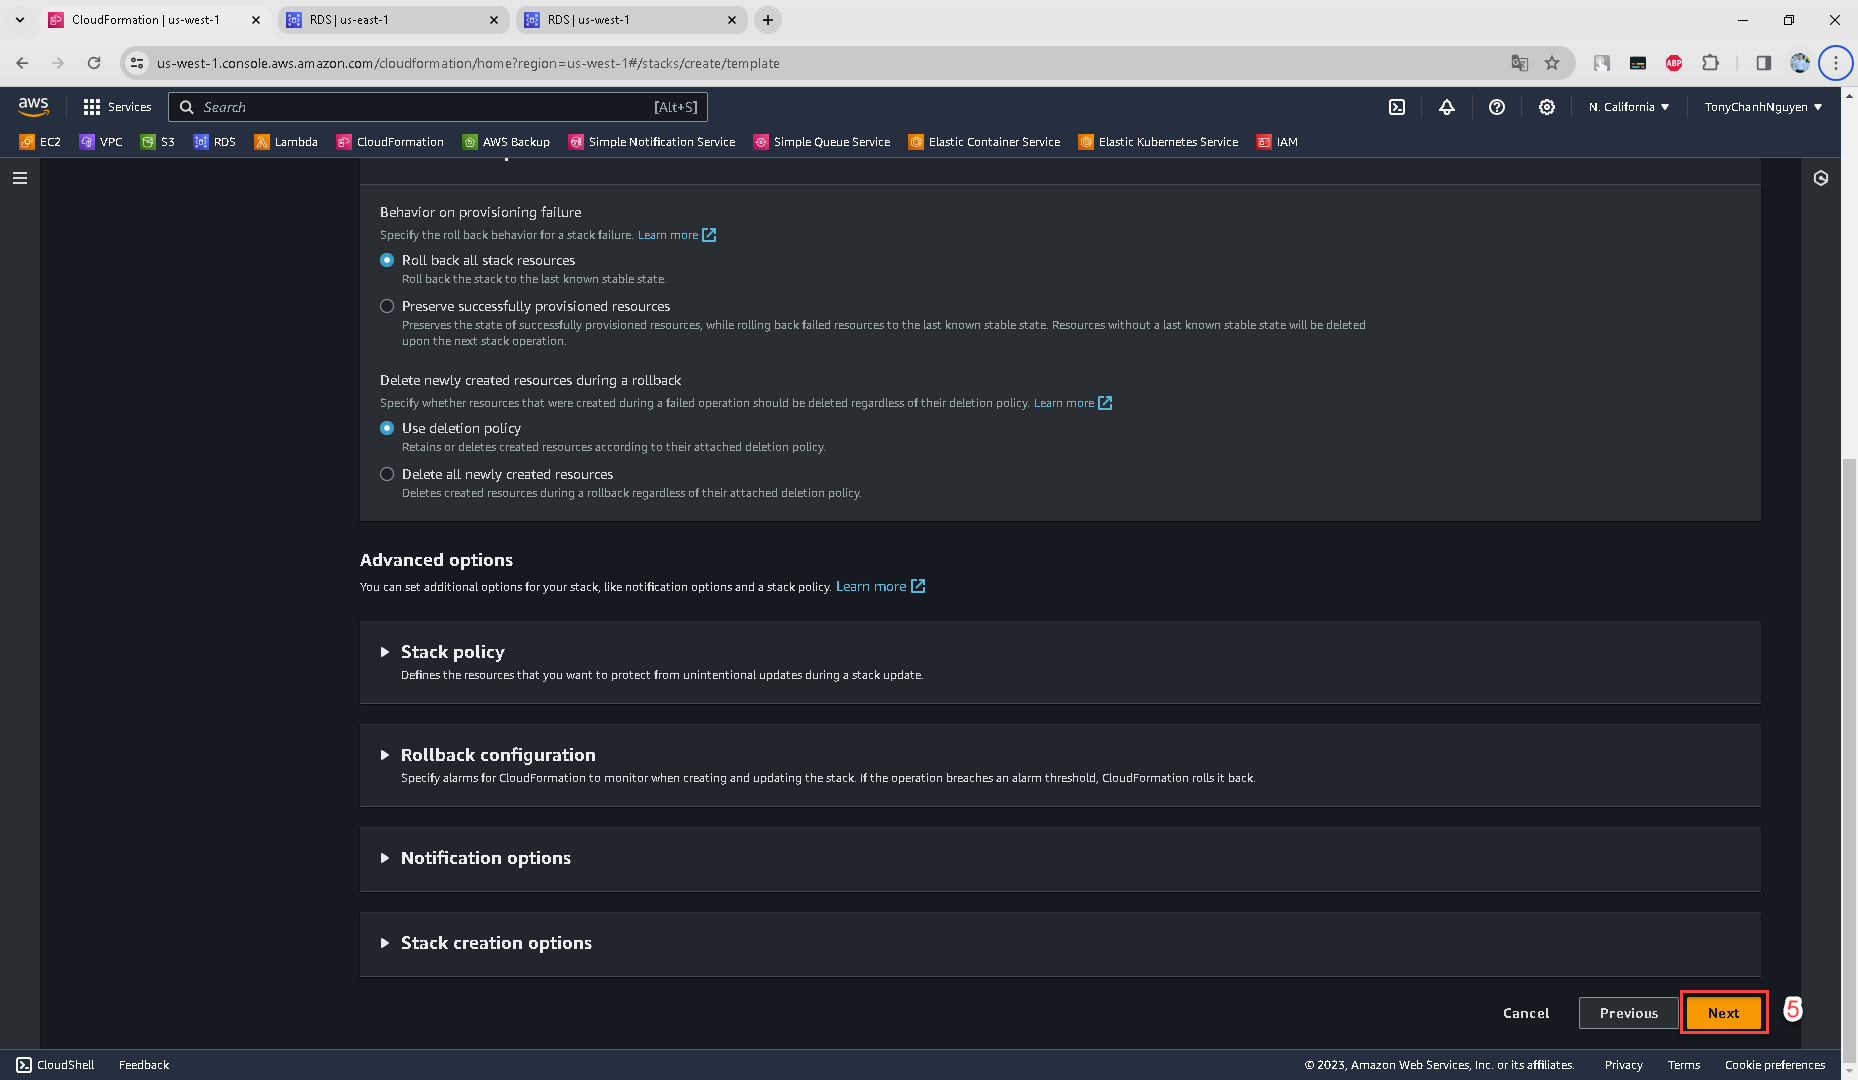 CloudFormation | us-west-1
RDS | us-east-1
RDS | us-west-1
us-west-1.console.aws.amazon.com/cloudformation/home?region=us-west-1#/stacks/create/template
ABP
aws
Services
Search
[Alt+S]
N. California
TonyChanhNguyen
EC2
VPC
S3
RDS
Lambda
CloudFormation
AWS Backup
Simple Notification Service
Simple Queue Service
Elastic Container Service
Elastic Kubernetes Service
IAM
Behavior on provisioning failure
Specify the roll back behavior for a stack failure. Learn more
Roll back all stack resources
Roll back the stack to the last known stable state.
Preserve successfully provisioned resources
Preserves the state of successfully provisioned resources, while rolling back failed resources to the last known stable state. Resources without a last known stable state will be deleted
upon the next stack operation.
Delete newly created resources during a rollback
Specify whether resources that were created during a failed operation should be deleted regardless of their deletion policy. Learn more
Use deletion policy
Retains or deletes created resources according to their attached deletion policy.
Delete all newly created resources
Deletes created resources during a rollback regardless of their attached deletion policy.
Advanced options
You can set additional options for your stack, like notification options and a stack policy. Learn more
Stack policy
Defines the resources that you want to protect from unintentional updates during a stack update.
Rollback configuration
Specify alarms for CloudFormation to monitor when creating and updating the stack. If the operation breaches an alarm threshold, CloudFormation rolls it back.
Notification options
Stack creation options
Cancel
Previous
Next
5
CloudShell
Feedback
© 2023, Amazon Web Services, Inc. or its affiliates.
Privacy
Terms
Cookie preferences